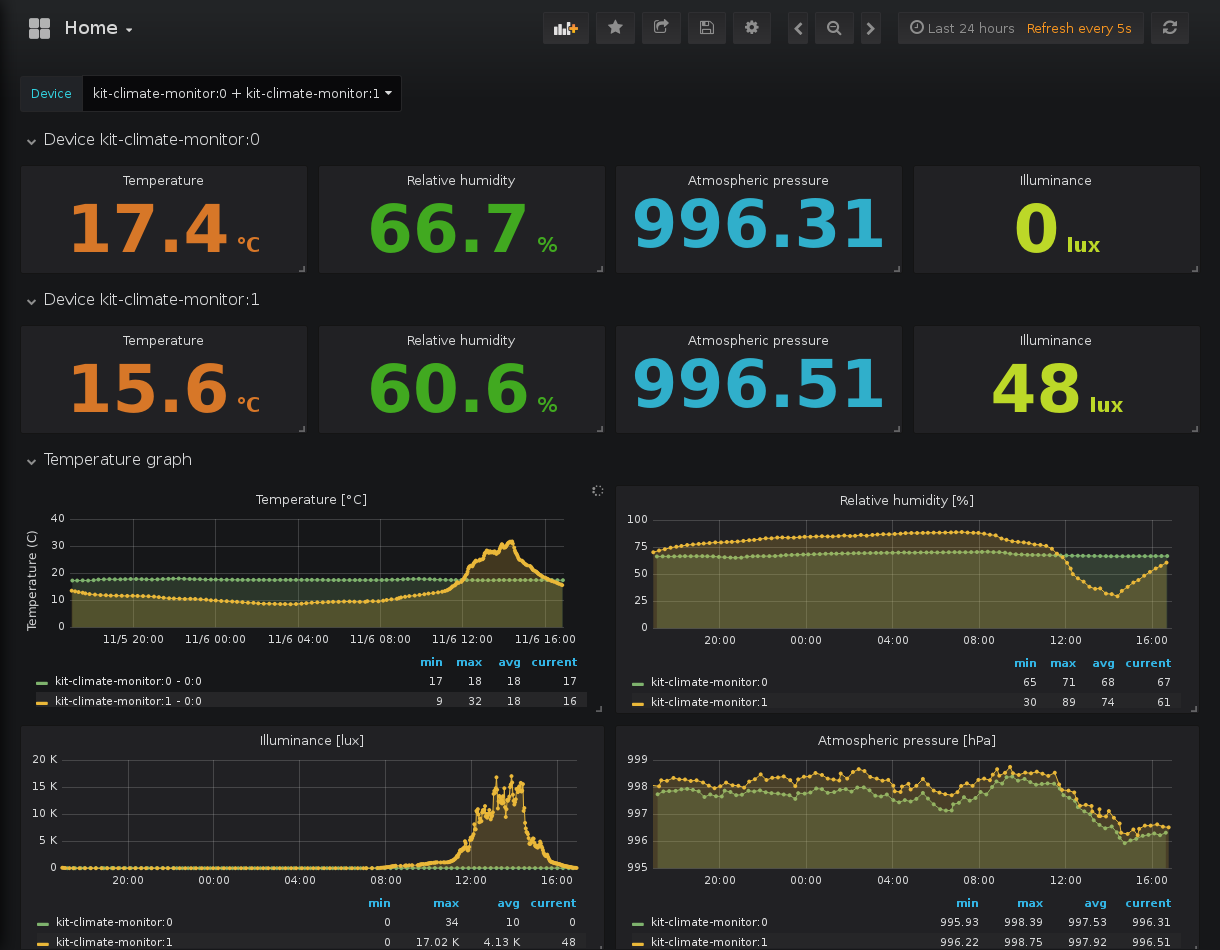 Home
Last 24 hours Refresh every 5s
Device kit-climate-monitor:0 + kit-climate-monitor:1
Device kit-climate-monitor:0
Temperature Relative humidity Atmospheric pressure Illuminance
17.4 °C 66.7 % 996.31 0 lux
Device kit-climate-monitor:1
Temperature Relative humidity Atmospheric pressure Illuminance
15.6 °C 60.6 % 996.51 48 lux
Temperature graph
Temperature [°C]
Temperature (C)
40
30
20
10
0
11/5 20:00 11/6 00:00 11/6 04:00 11/6 08:00 11/6 12:00 11/6 16:00
min max avg current
kit-climate-monitor:0 - 0:0 17 18 18 17
kit-climate-monitor:1 - 0:0 9 32 18 16
Relative humidity [%]
100
75
50
25
0
20:00 00:00 04:00 08:00 12:00 16:00
min max avg current
kit-climate-monitor:0 65 71 68 67
kit-climate-monitor:1 30 89 74 61
Illuminance [lux]
20 K
15 K
10 K
5 K
0
20:00 00:00 04:00 08:00 12:00 16:00
min max avg current
kit-climate-monitor:0 0 34 10 0
kit-climate-monitor:1 0 17.02 K 4.13 K 48
Atmospheric pressure [hPa]
999
998
997
996
995
20:00 00:00 04:00 08:00 12:00 16:00
min max avg current
kit-climate-monitor:0 995.93 998.39 997.53 996.31
kit-climate-monitor:1 996.22 998.75 997.92 996.51